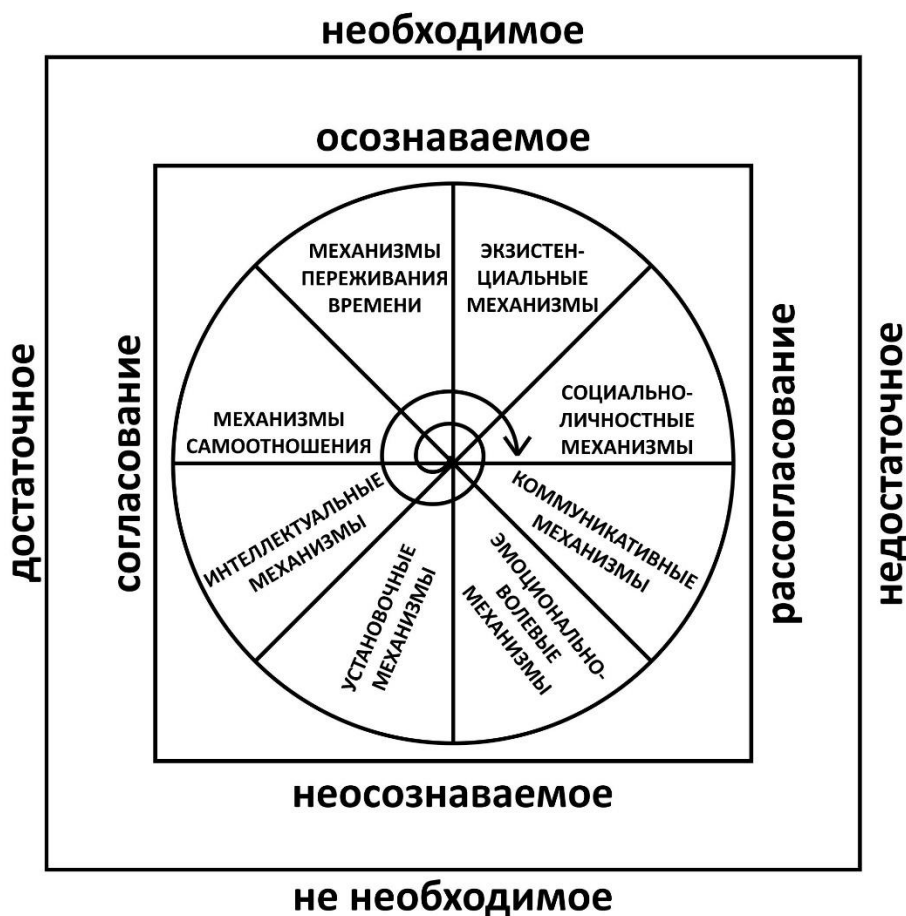 необходимое
осознаваемое
МЕХАНИЗМЫ
ПЕРЕЖИВАНИЯ
ВРЕМЕНИ
ЭКЗИСТЕН-
ЦИАЛЬНЫЕ
МЕХАНИЗМЫ
достаточное
согласование
МЕХАНИЗМЫ
САМООТНОШЕНИЯ
СОЦИАЛЬНО-
ЛИЧНОСТНЫЕ
МЕХАНИЗМЫ
рассогласование
недостаточное
ИНТЕЛЛЕКТУАЛЬНЫЕ
МЕХАНИЗМЫ
УСТАНОВОЧНЫЕ
МЕХАНИЗМЫ
ЭМОЦИОНАЛЬНО-
ВОЛЕВЫЕ
МЕХАНИЗМЫ
КОММУНИКАТИВНЫЕ
МЕХАНИЗМЫ
неосознаваемое
не необходимое